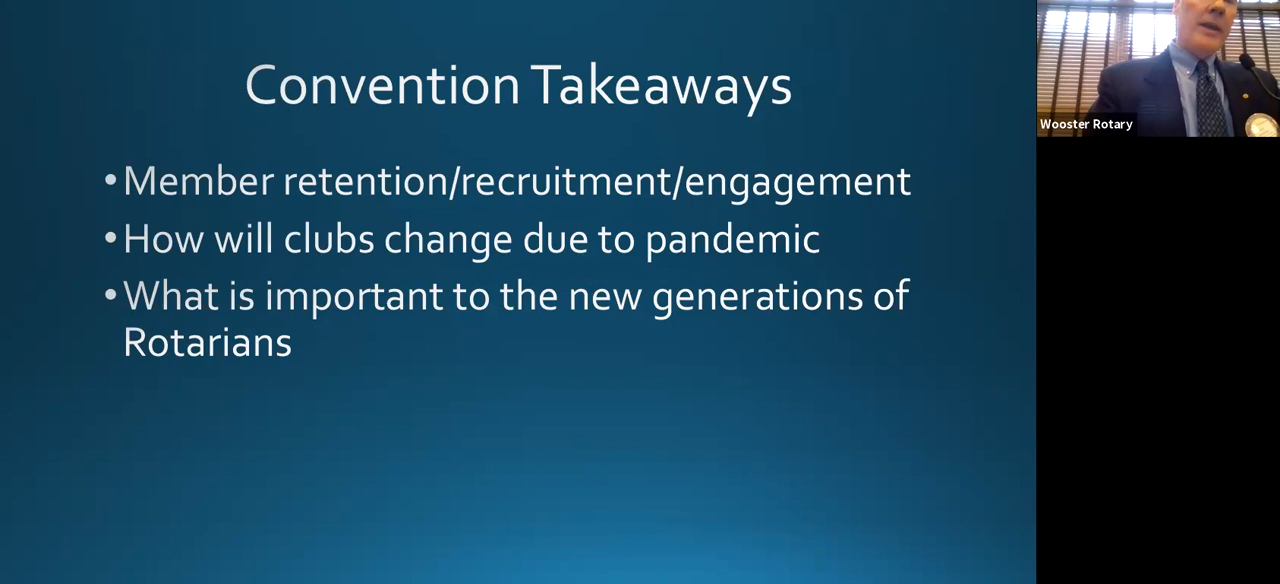 Convention Takeaways
•Member retention/recruitment/engagement
•How will clubs change due to pandemic
•What is important to the new generations of
Rotarians
Wooster Rotary